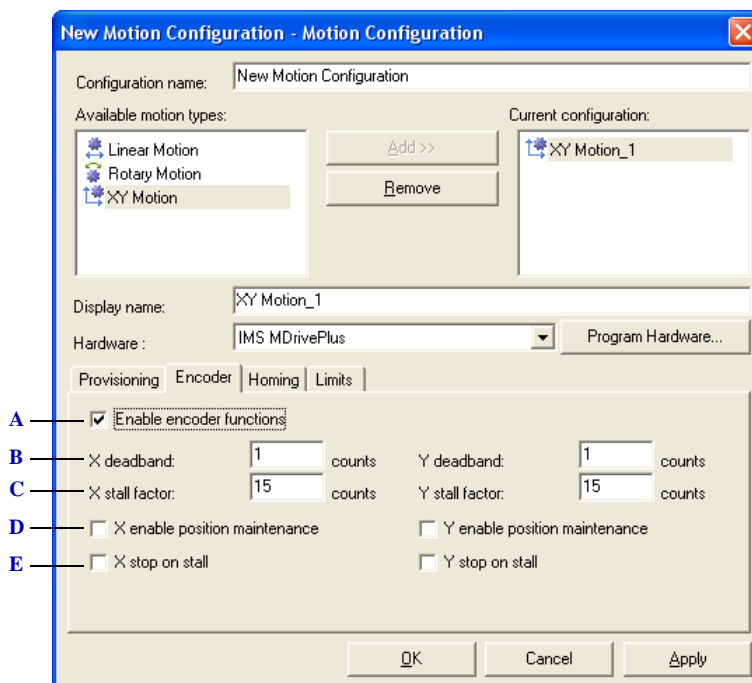 New Motion Configuration - Motion Configuration
Configuration name: New Motion Configuration
Available motion types: Current configuration:
Linear Motion
Rotary Motion
XY Motion
Add >>
Remove
XY Motion_1
Display name: XY Motion_1
Hardware : IMS MDrivePlus Program Hardware...
Provisioning Encoder Homing Limits
A Enable encoder functions
B X deadband: 1 counts Y deadband: 1 counts
C X stall factor: 15 counts Y stall factor: 15 counts
D X enable position maintenance Y enable position maintenance
E X stop on stall Y stop on stall
OK Cancel Apply